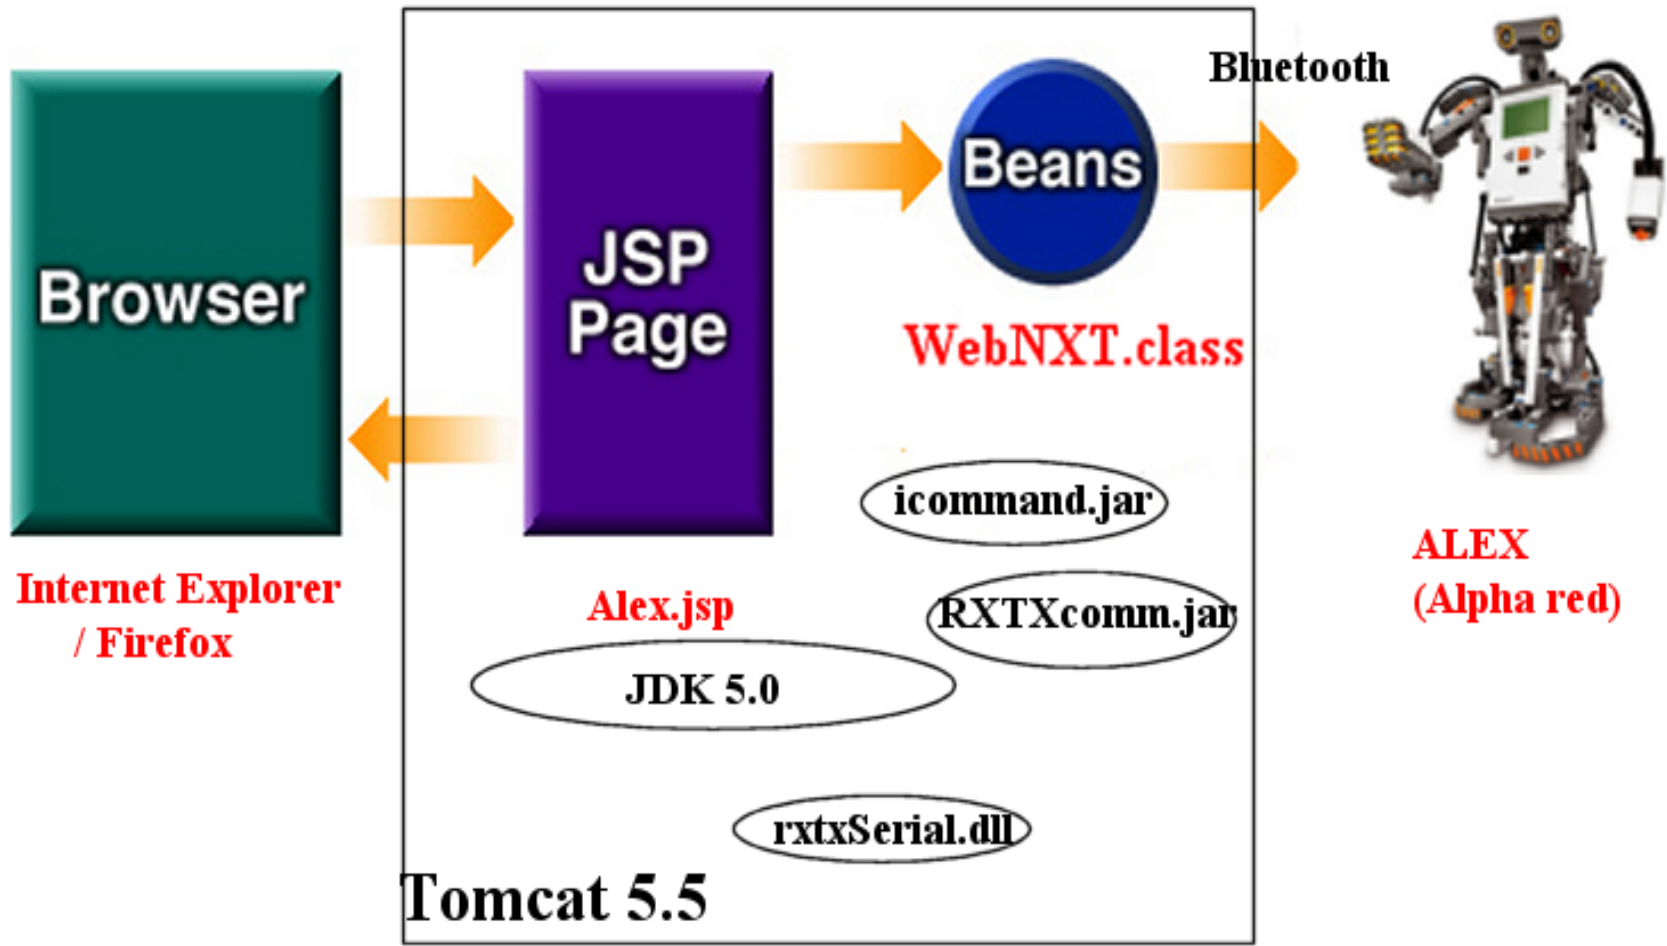 Bluetooth
Browser
JSP
Page
Beans
WebNXT.class
icommand.jar
ALEX
(Alpha red)
Internet Explorer
/ Firefox
Alex.jsp
RXTXcomm.jar
JDK 5.0
rxtxSerial.dll
Tomcat 5.5